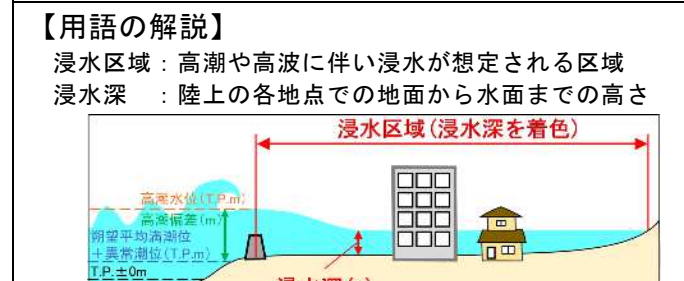 【用語の解説】
浸水区域：高潮や高波に伴い浸水が想定される区域
浸水深　：陸上の各地点での地面から水面までの高さ
浸水区域（浸水深を着色）
高潮水位（T.P.m）
高潮偏差（m）
朔望平均満潮位
＋異常潮位（T.P.m）
T.P.±0m